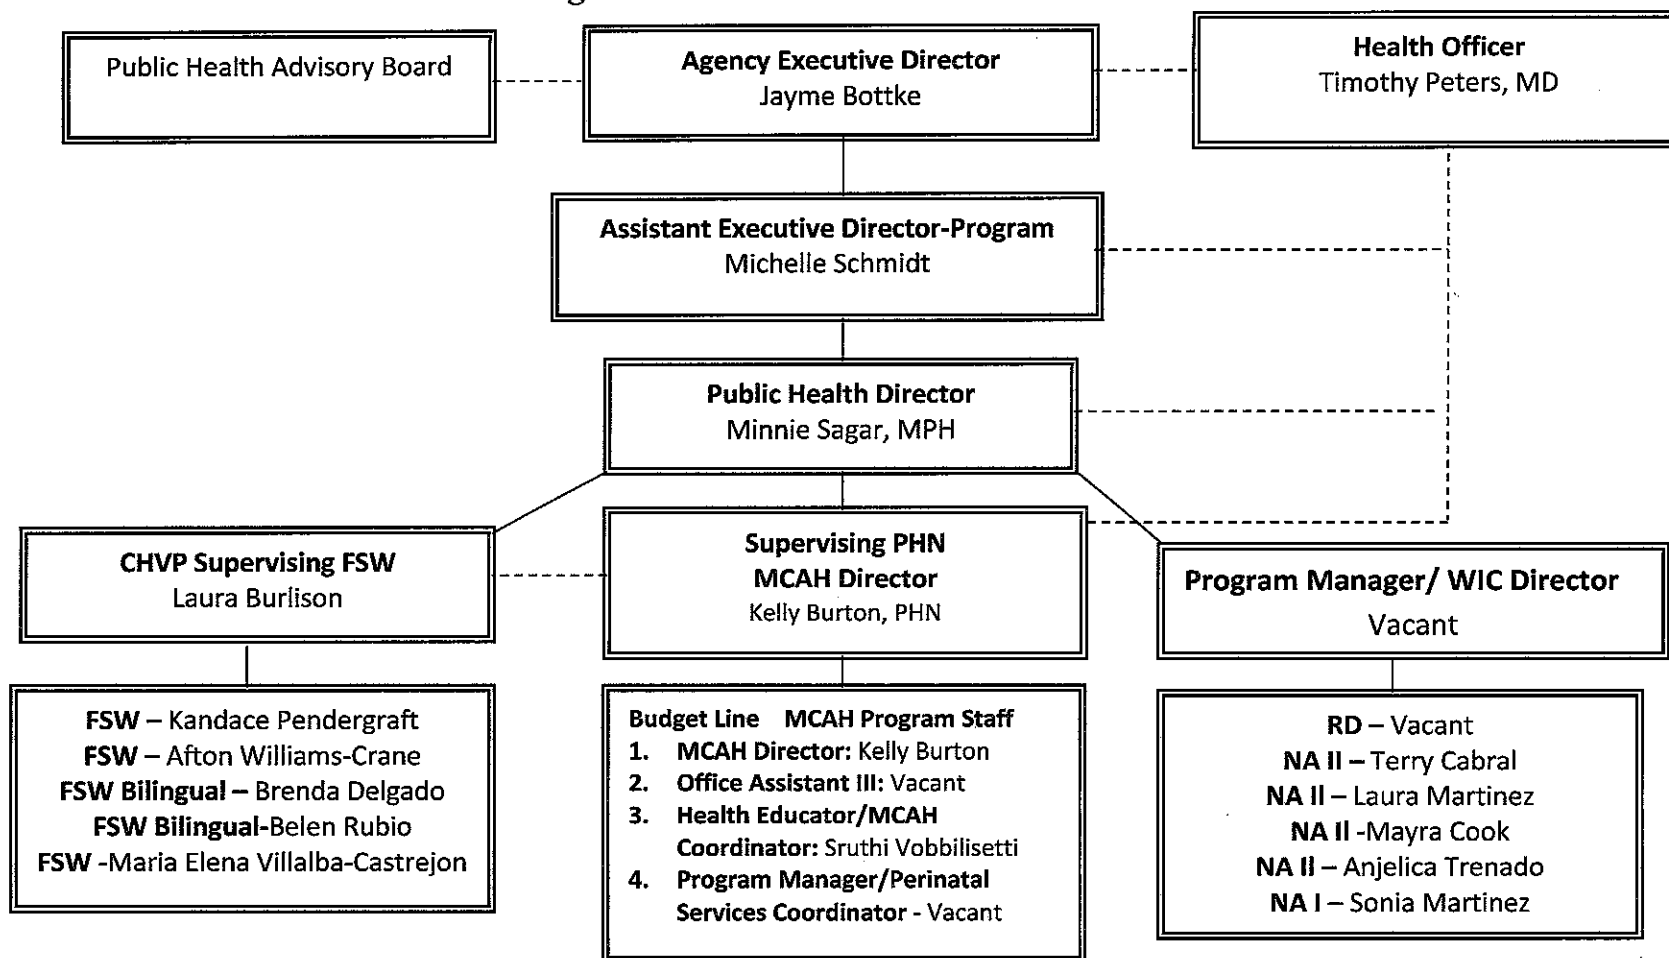 Public Health Advisory Board
Agency Executive Director
Jayme Bottke
Health Officer
Timothy Peters, MD
Assistant Executive Director-Program
Michelle Schmidt
Public Health Director
Minnie Sagar, MPH
CHVP Supervising FSW
Laura Burlison
Supervising PHN
MCAH Director
Kelly Burton, PHN
Program Manager/ WIC Director
Vacant
FSW – Kandace Pendergraft
FSW – Afton Williams-Crane
FSW Bilingual – Brenda Delgado
FSW Bilingual-Belen Rubio
FSW -Maria Elena Villalba-Castrejon
Budget Line MCAH Program Staff
1. MCAH Director: Kelly Burton
2. Office Assistant III: Vacant
3. Health Educator/MCAH
Coordinator: Sruthi Vobbilisetti
4. Program Manager/Perinatal
Services Coordinator - Vacant
RD – Vacant
NA II – Terry Cabral
NA II – Laura Martinez
NA II -Mayra Cook
NA II – Anjelica Trenado
NA I – Sonia Martinez